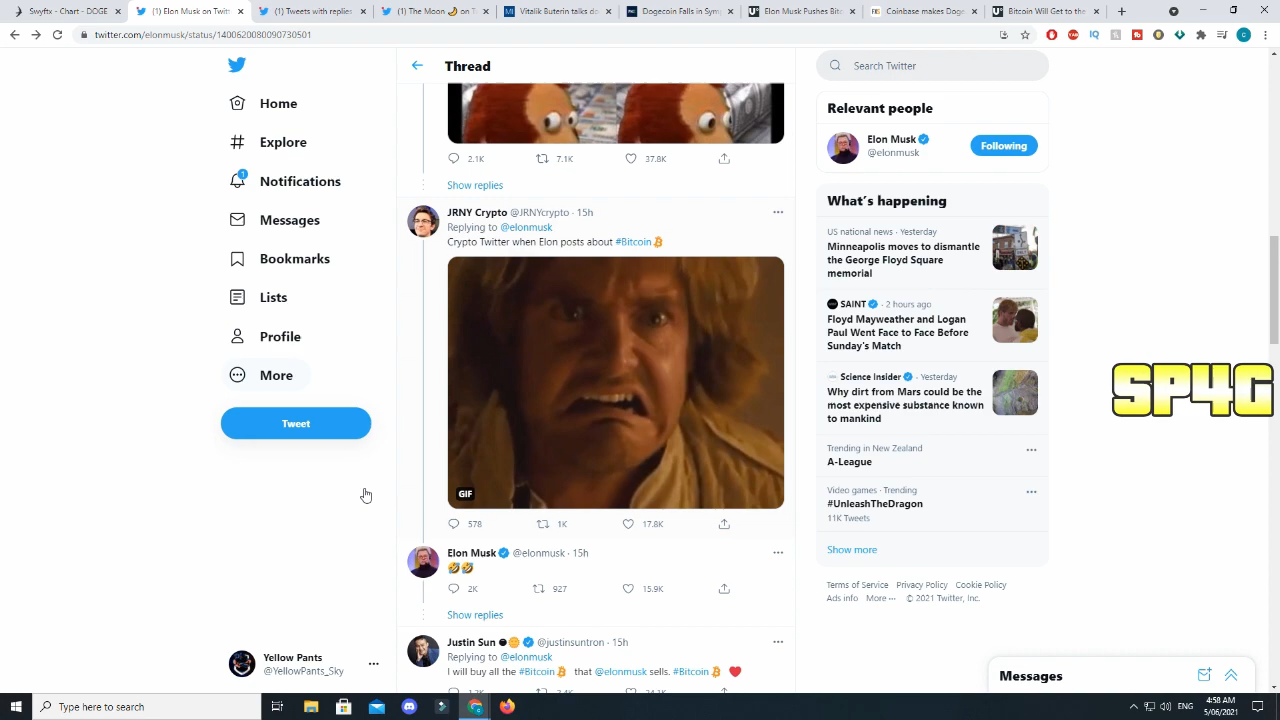 Swyftx - Chart - DOGE
Elon Musk on Twitt
(1) Tweets with replies
The Moon 🌙 on T
Vitalik Buterin talks do
Dogecoin Falls in Sym
Elon Musk Pushes Bitc
Coinbase makes Doge
Bitcoin Will Get to the
twitter.com/elonmusk/status/1400620080090730501
Home
Explore
1
Notifications
Messages
Bookmarks
Lists
Profile
More
Tweet
Yellow Pants
@YellowPants_Sky
Thread
2.1K 7.1K 37.8K
Show replies
JRNY Crypto @JRNYcrypto · 15h
Replying to @elonmusk
Crypto Twitter when Elon posts about #Bitcoin
GIF
578 1K 17.8K
Elon Musk @elonmusk · 15h
🤣🤣
2K 927 15.9K
Show replies
Justin Sun @justinsuntron · 15h
Replying to @elonmusk
I will buy all the #Bitcoin that @elonmusk sells. #Bitcoin ❤️
Search Twitter
Relevant people
Elon Musk
@elonmusk
Following
What's happening
US national news · Yesterday
Minneapolis moves to dismantle
the George Floyd Square
memorial
SAINT · 2 hours ago
Floyd Mayweather and Logan
Paul Went Face to Face Before
Sunday's Match
Science Insider · Yesterday
Why dirt from Mars could be the
most expensive substance known
to mankind
Trending in New Zealand
A-League
Video games · Trending
#UnleashTheDragon
11K Tweets
Show more
Terms of Service Privacy Policy Cookie Policy
Ads info More ··· © 2021 Twitter, Inc.
SP4G
Messages
Type here to search
ENG
4:58 AM
5/06/2021